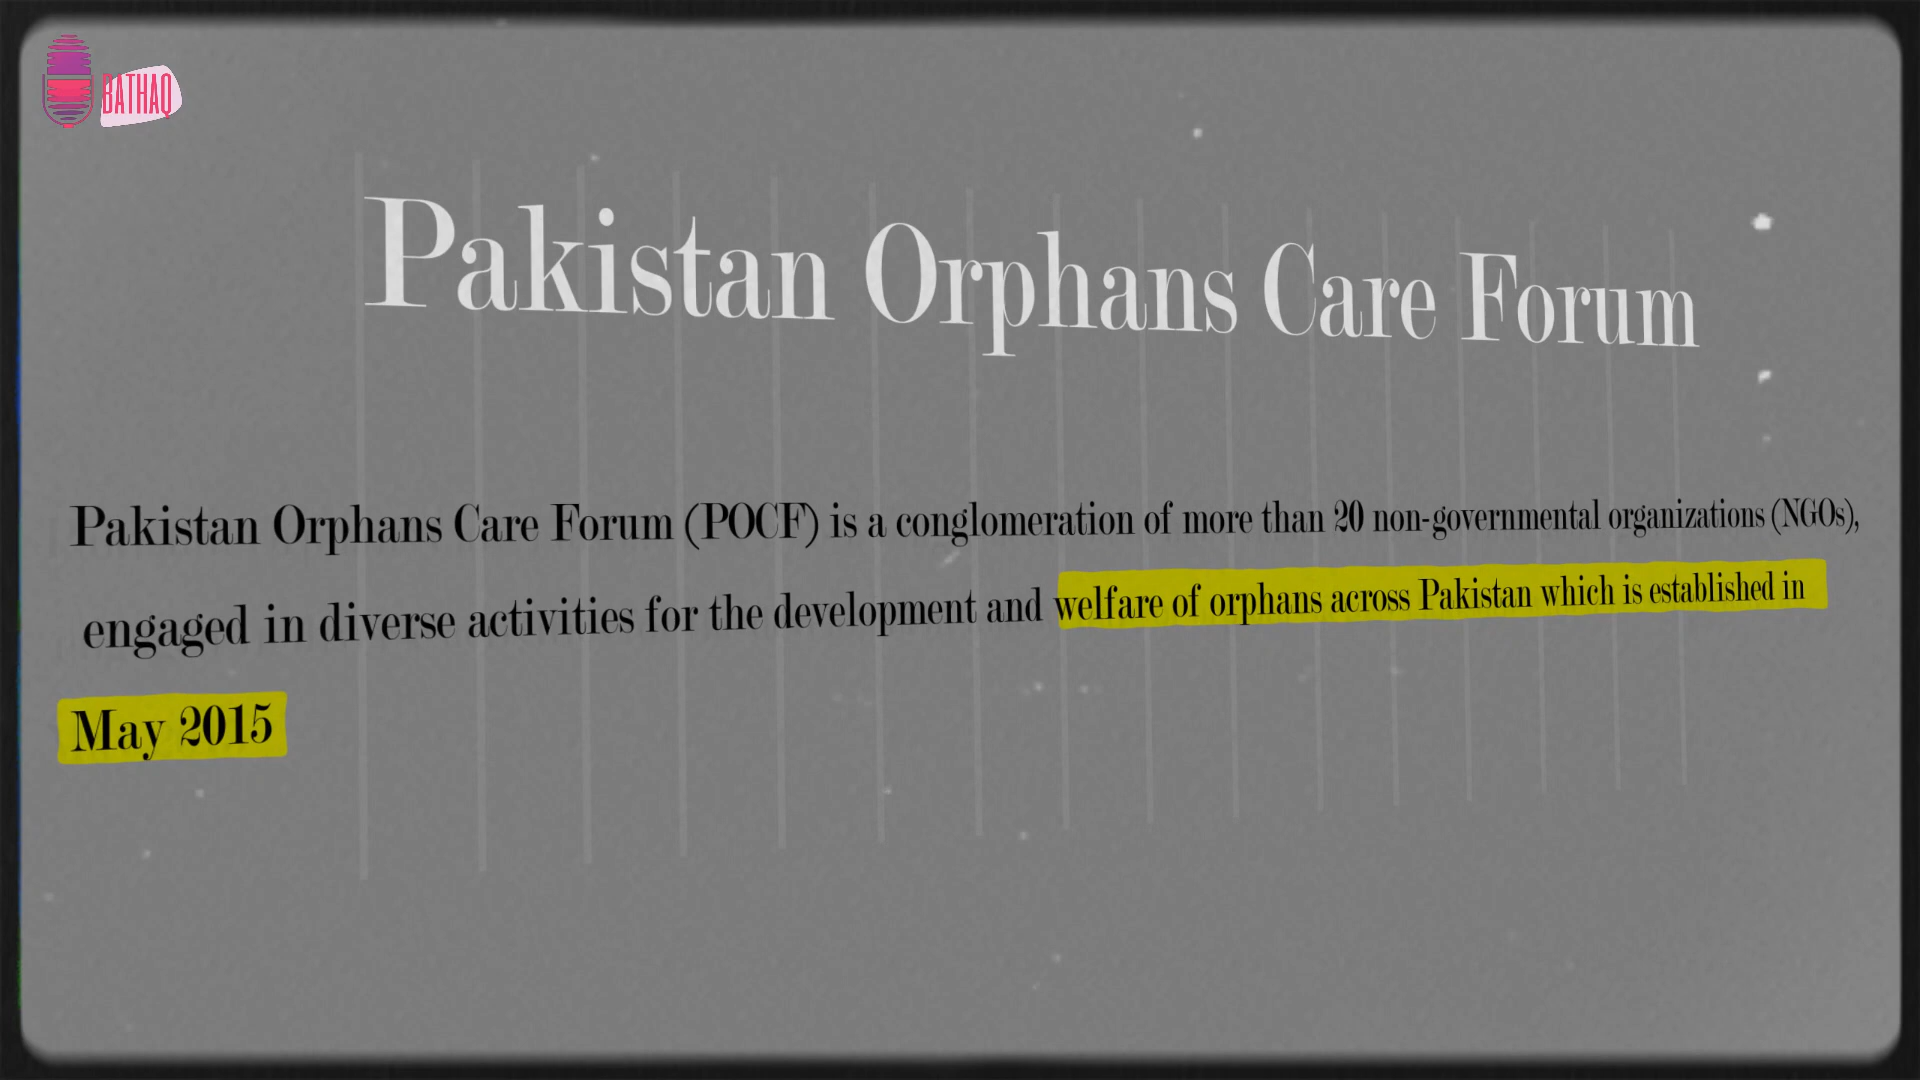 BATHAQ
Pakistan Orphans Care Forum
Pakistan Orphans Care Forum (POCF) is a conglomeration of more than 20 non-governmental organizations (NGOs),
engaged in diverse activities for the development and welfare of orphans across Pakistan which is established in
May 2015